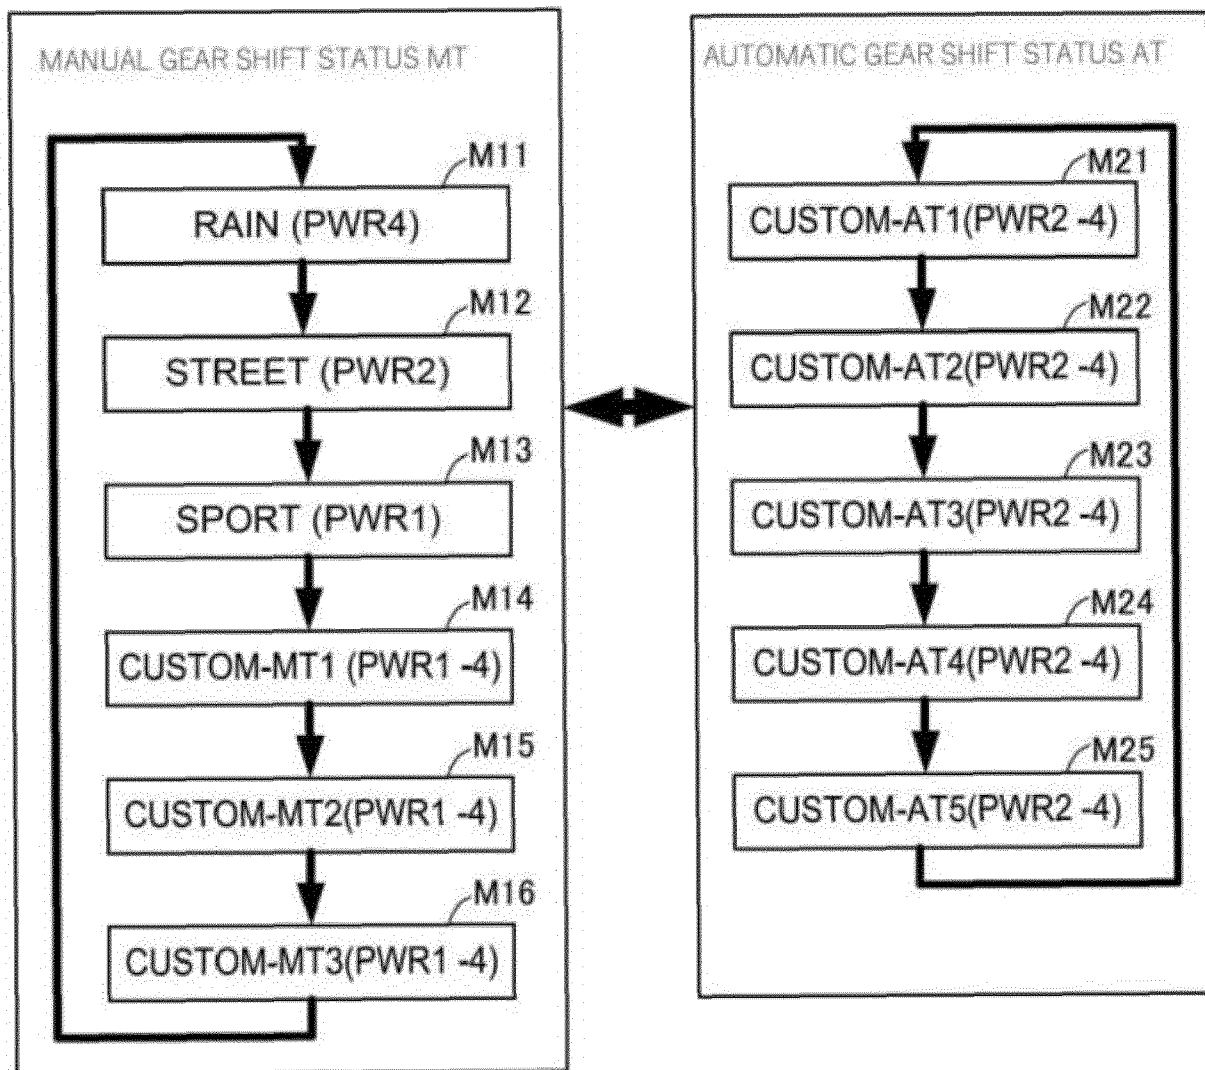 MANUAL GEAR SHIFT STATUS MT
M11
RAIN (PWR4)
M12
STREET (PWR2)
M13
SPORT (PWR1)
M14
CUSTOM-MT1 (PWR1 -4)
M15
CUSTOM-MT2(PWR1 -4)
M16
CUSTOM-MT3(PWR1 -4)
AUTOMATIC GEAR SHIFT STATUS AT
M21
CUSTOM-AT1(PWR2 -4)
M22
CUSTOM-AT2(PWR2 -4)
M23
CUSTOM-AT3(PWR2 -4)
M24
CUSTOM-AT4(PWR2 -4)
M25
CUSTOM-AT5(PWR2 -4)